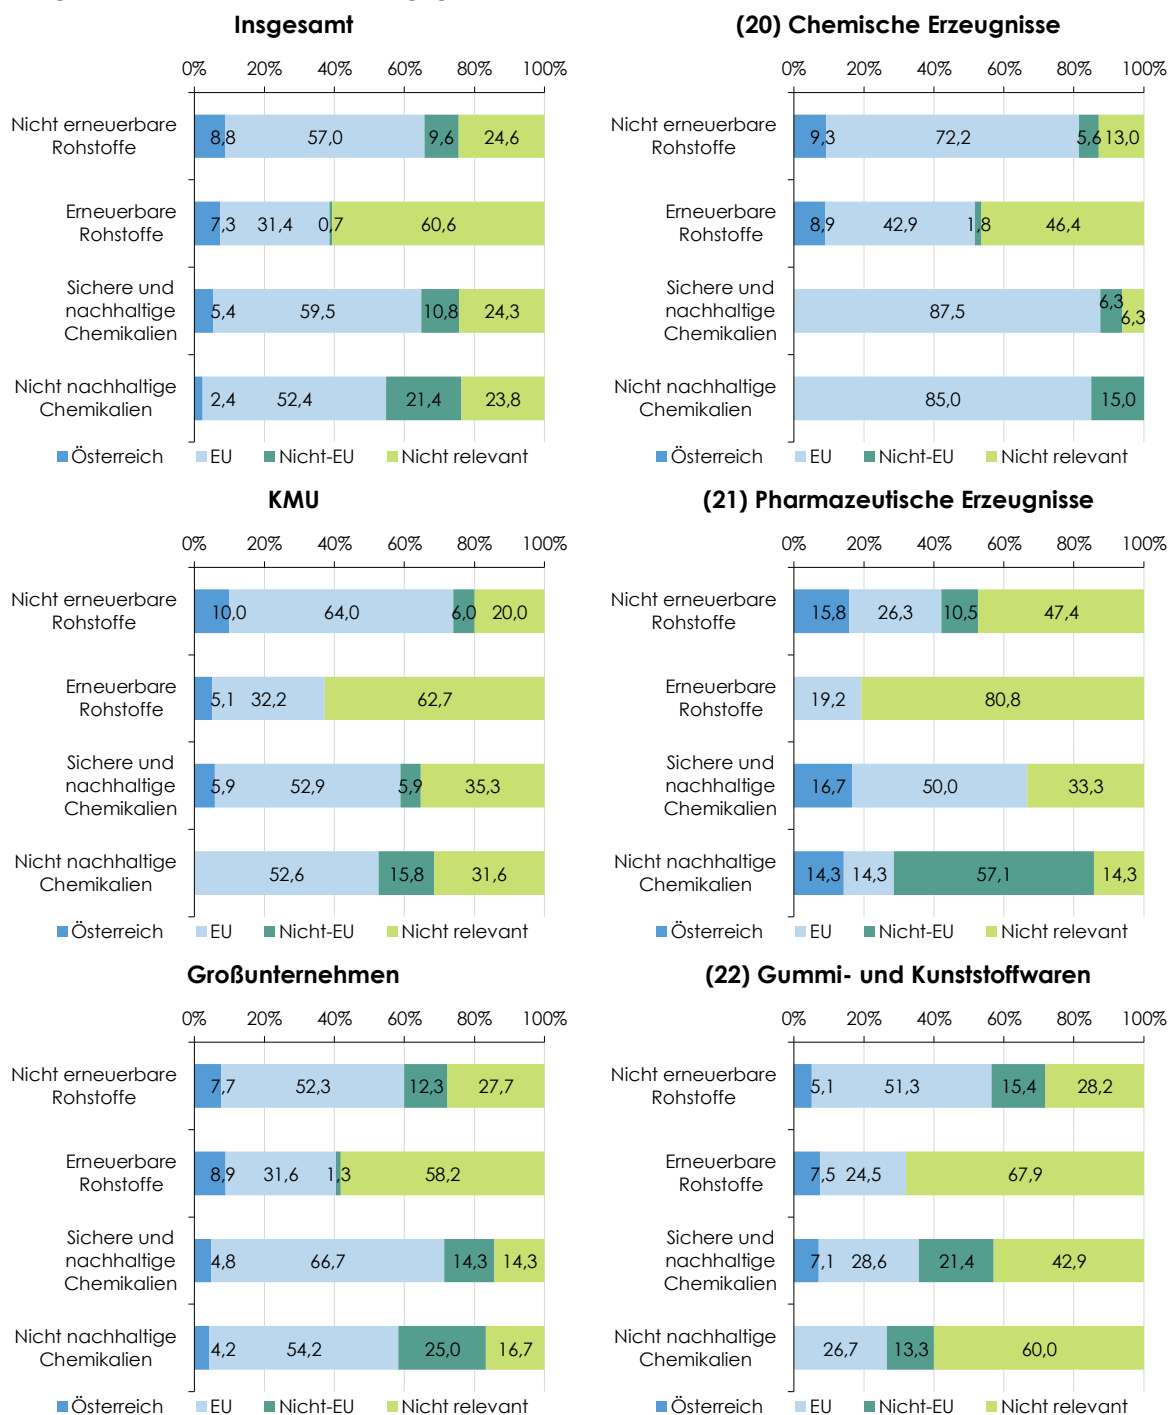 Insgesamt
0% 20% 40% 60% 80% 100%
Nicht erneuerbare
Rohstoffe
8,8 57,0 9,6 24,6
Erneuerbare
Rohstoffe
7,3 31,4 0,7 60,6
Sichere und
nachhaltige
Chemikalien
5,4 59,5 10,8 24,3
Nicht nachhaltige
Chemikalien
2,4 52,4 21,4 23,8
Österreich EU Nicht-EU Nicht relevant
(20) Chemische Erzeugnisse
0% 20% 40% 60% 80% 100%
Nicht erneuerbare
Rohstoffe
9,3 72,2 5,6 13,0
Erneuerbare
Rohstoffe
8,9 42,9 1,8 46,4
Sichere und
nachhaltige
Chemikalien
87,5 6,3 6,3
Nicht nachhaltige
Chemikalien
85,0 15,0
Österreich EU Nicht-EU Nicht relevant
KMU
0% 20% 40% 60% 80% 100%
Nicht erneuerbare
Rohstoffe
10,0 64,0 6,0 20,0
Erneuerbare
Rohstoffe
5,1 32,2 62,7
Sichere und
nachhaltige
Chemikalien
5,9 52,9 5,9 35,3
Nicht nachhaltige
Chemikalien
52,6 15,8 31,6
Österreich EU Nicht-EU Nicht relevant
(21) Pharmazeutische Erzeugnisse
0% 20% 40% 60% 80% 100%
Nicht erneuerbare
Rohstoffe
15,8 26,3 10,5 47,4
Erneuerbare
Rohstoffe
19,2 80,8
Sichere und
nachhaltige
Chemikalien
16,7 50,0 33,3
Nicht nachhaltige
Chemikalien
14,3 14,3 57,1 14,3
Österreich EU Nicht-EU Nicht relevant
Großunternehmen
0% 20% 40% 60% 80% 100%
Nicht erneuerbare
Rohstoffe
7,7 52,3 12,3 27,7
Erneuerbare
Rohstoffe
8,9 31,6 1,3 58,2
Sichere und
nachhaltige
Chemikalien
4,8 66,7 14,3 14,3
Nicht nachhaltige
Chemikalien
4,2 54,2 25,0 16,7
Österreich EU Nicht-EU Nicht relevant
(22) Gummi- und Kunststoffwaren
0% 20% 40% 60% 80% 100%
Nicht erneuerbare
Rohstoffe
5,1 51,3 15,4 28,2
Erneuerbare
Rohstoffe
7,5 24,5 67,9
Sichere und
nachhaltige
Chemikalien
7,1 28,6 21,4 42,9
Nicht nachhaltige
Chemikalien
26,7 13,3 60,0
Österreich EU Nicht-EU Nicht relevant